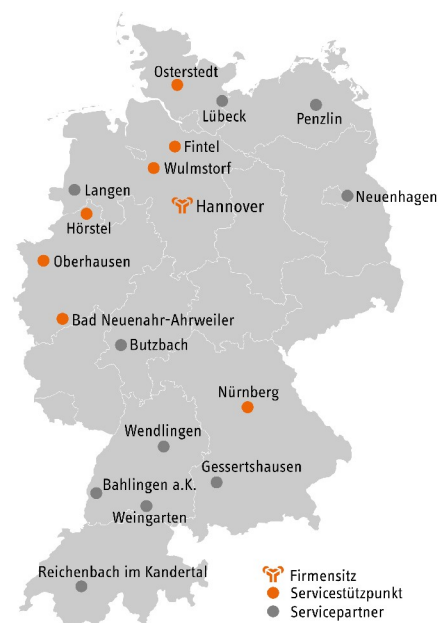 Osterstedt
Lübeck
Penzlin
Fintel
Wulmstorf
Langen
Neuenhagen
Hannover
Hörstel
Oberhausen
Bad Neuenahr-Ahrweiler
Butzbach
Nürnberg
Wendlingen
Gessertshausen
Bahlingen a.K.
Weingarten
Reichenbach im Kandertal
Firmensitz
Servicestützpunkt
Servicepartner